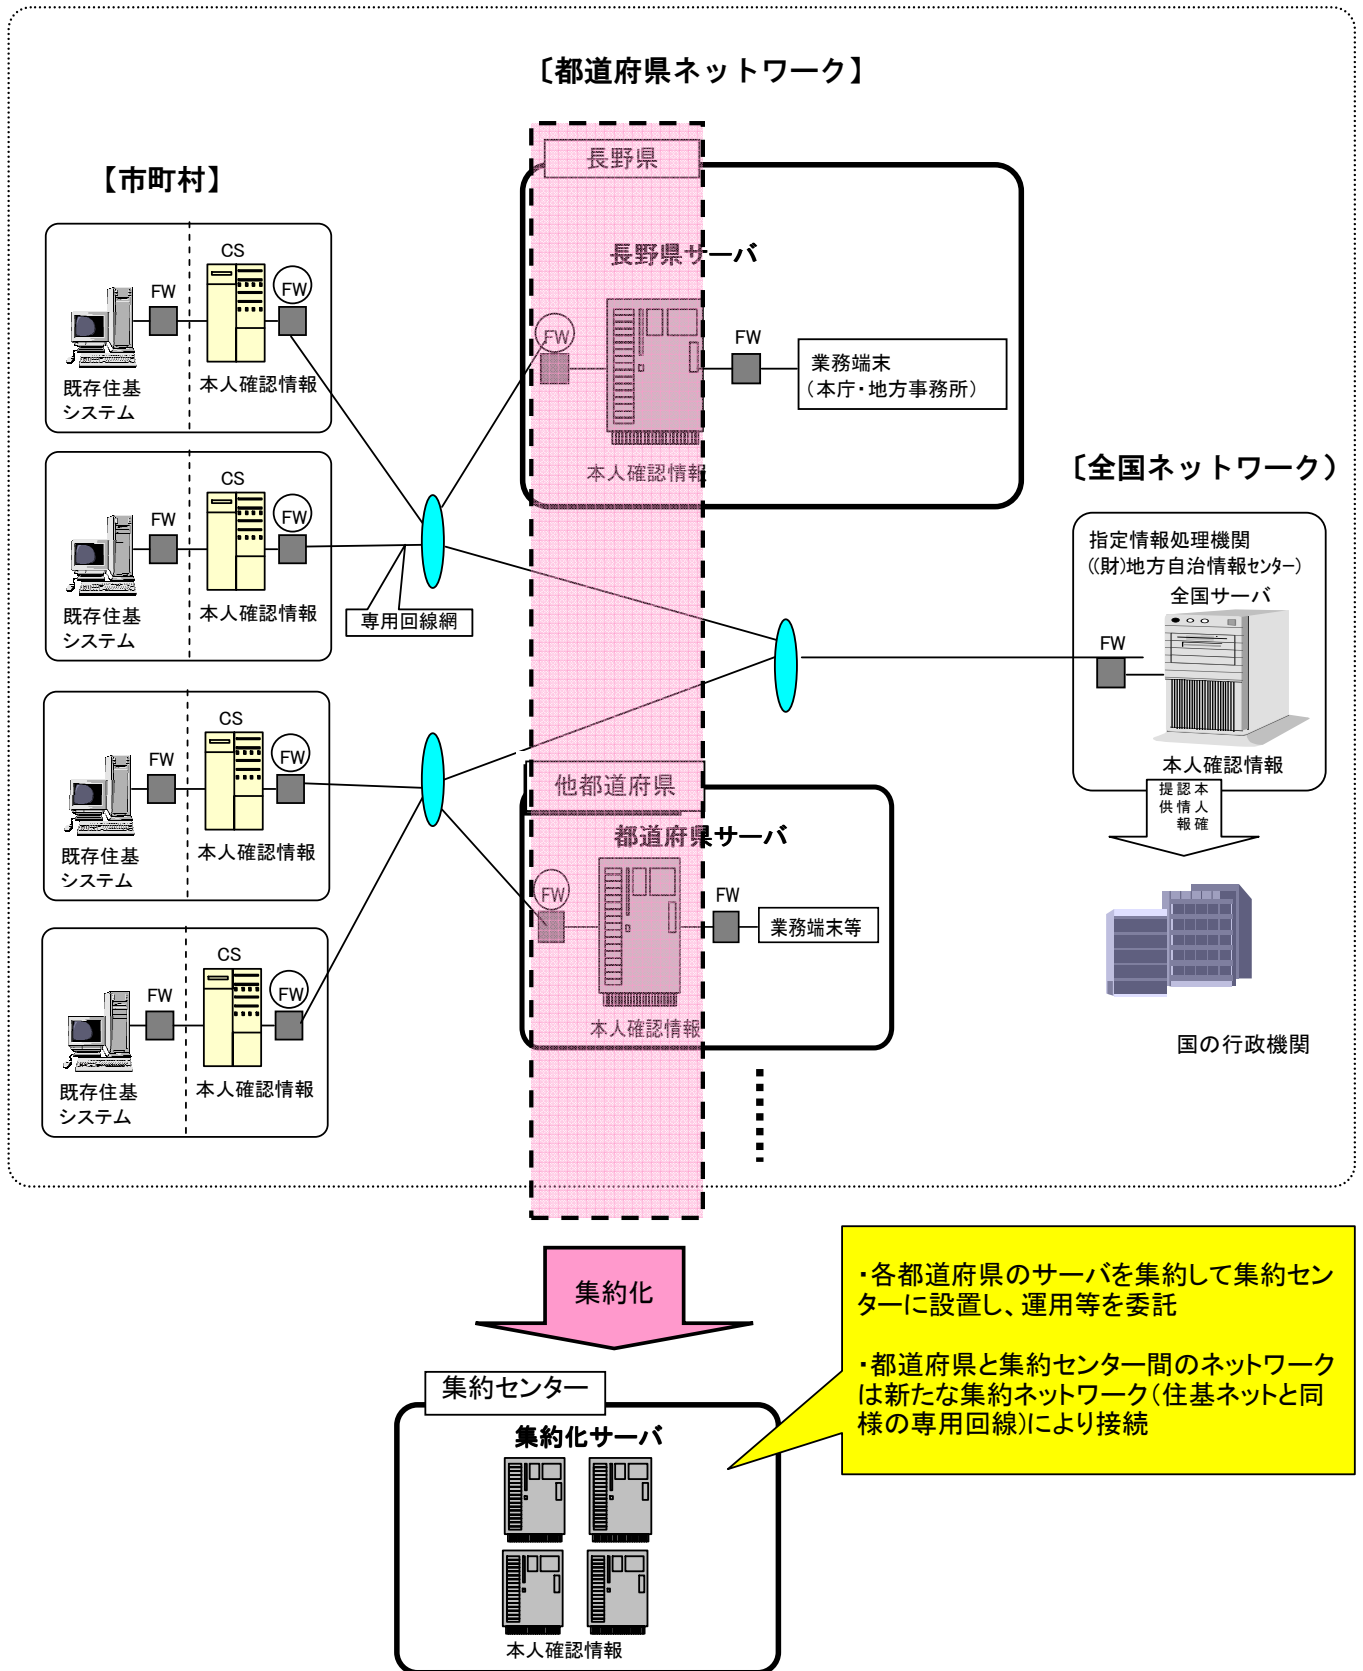 〔都道府県ネットワーク】
【市町村】
長野県
長野県サーバ
CS
FW
FW
既存住基
システム
本人確認情報
FW
FW
業務端末
（本庁・地方事務所）
本人確認情報
CS
FW
FW
既存住基
システム
本人確認情報
専用回線網
〔全国ネットワーク）
指定情報処理機関
((財)地方自治情報センター)
全国サーバ
FW
本人確認情報
本人確
認情報
提供
国の行政機関
CS
FW
FW
既存住基
システム
本人確認情報
他都道府県
都道府県サーバ
FW
FW
業務端末等
本人確認情報
CS
FW
FW
既存住基
システム
本人確認情報
集約化
・各都道府県のサーバを集約して集約セン
ターに設置し、運用等を委託
・都道府県と集約センター間のネットワーク
は新たな集約ネットワーク（住基ネットと同
様の専用回線）により接続
集約センター
集約化サーバ
本人確認情報